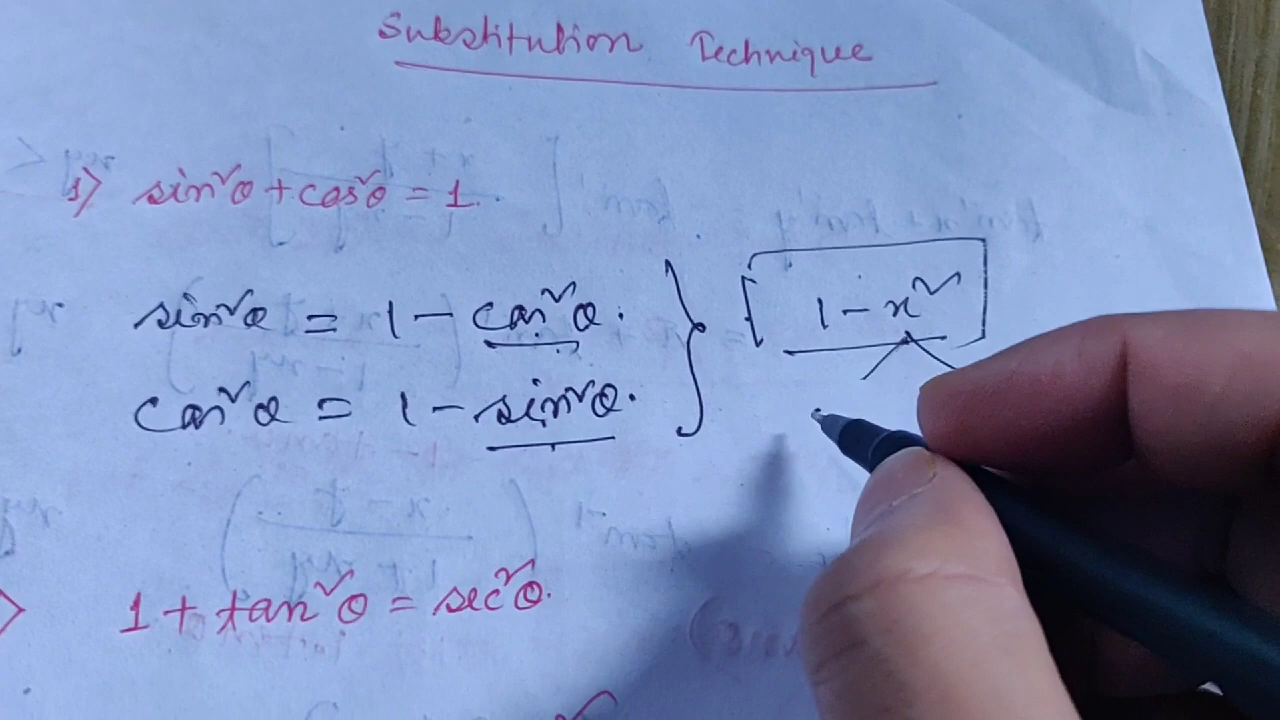 Substitution Technique
1) sin²θ + cos²θ = 1.
sin²θ = 1 - cos²θ. } [ 1 - x² ]
cos²θ = 1 - sin²θ.
1 + tan²θ = sec²θ.